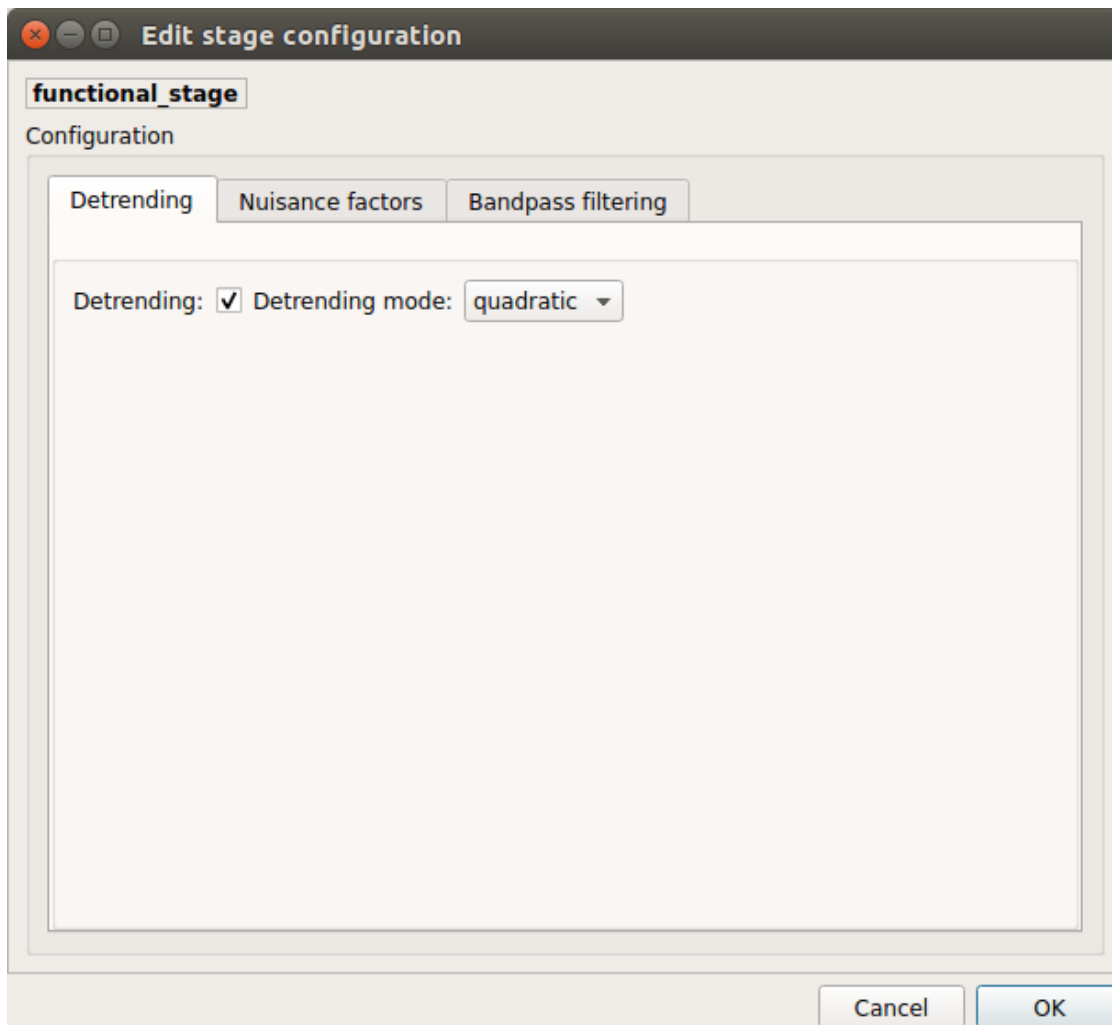 Edit stage configuration
functional_stage
Configuration
Detrending Nuisance factors Bandpass filtering
Detrending: Detrending mode: quadratic
Cancel OK